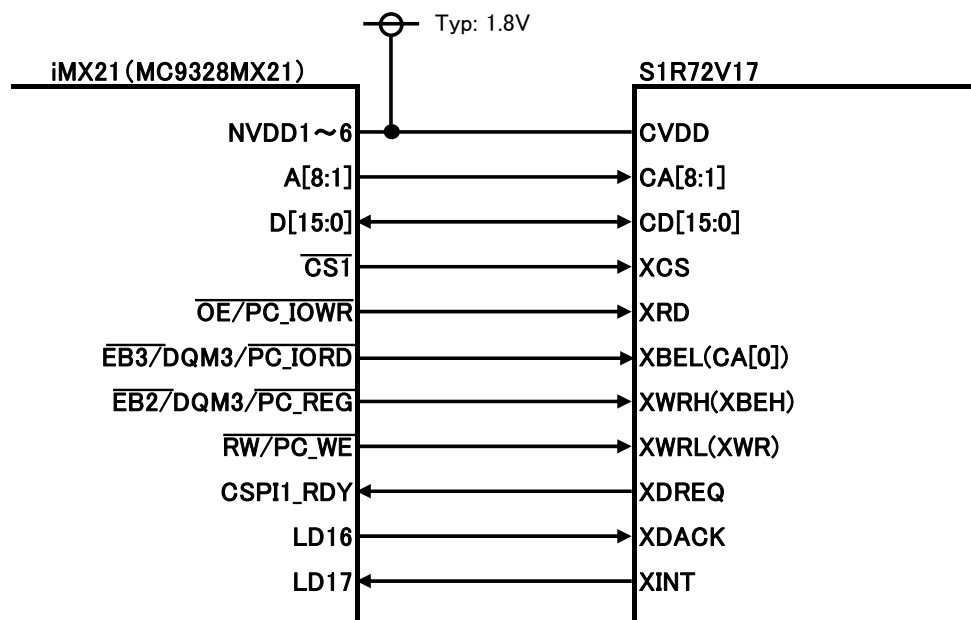 Typ: 1.8V
iMX21(MC9328MX21) S1R72V17
NVDD1～6 CVDD
A[8:1] CA[8:1]
D[15:0] CD[15:0]
CS1 XCS
OE/PC_IOWR XRD
EB3/DQM3/PC_IORD XBEL(CA[0])
EB2/DQM3/PC_REG XWRH(XBEH)
RW/PC_WE XWRL(XWR)
CSPI1_RDY XDREQ
LD16 XDACK
LD17 XINT